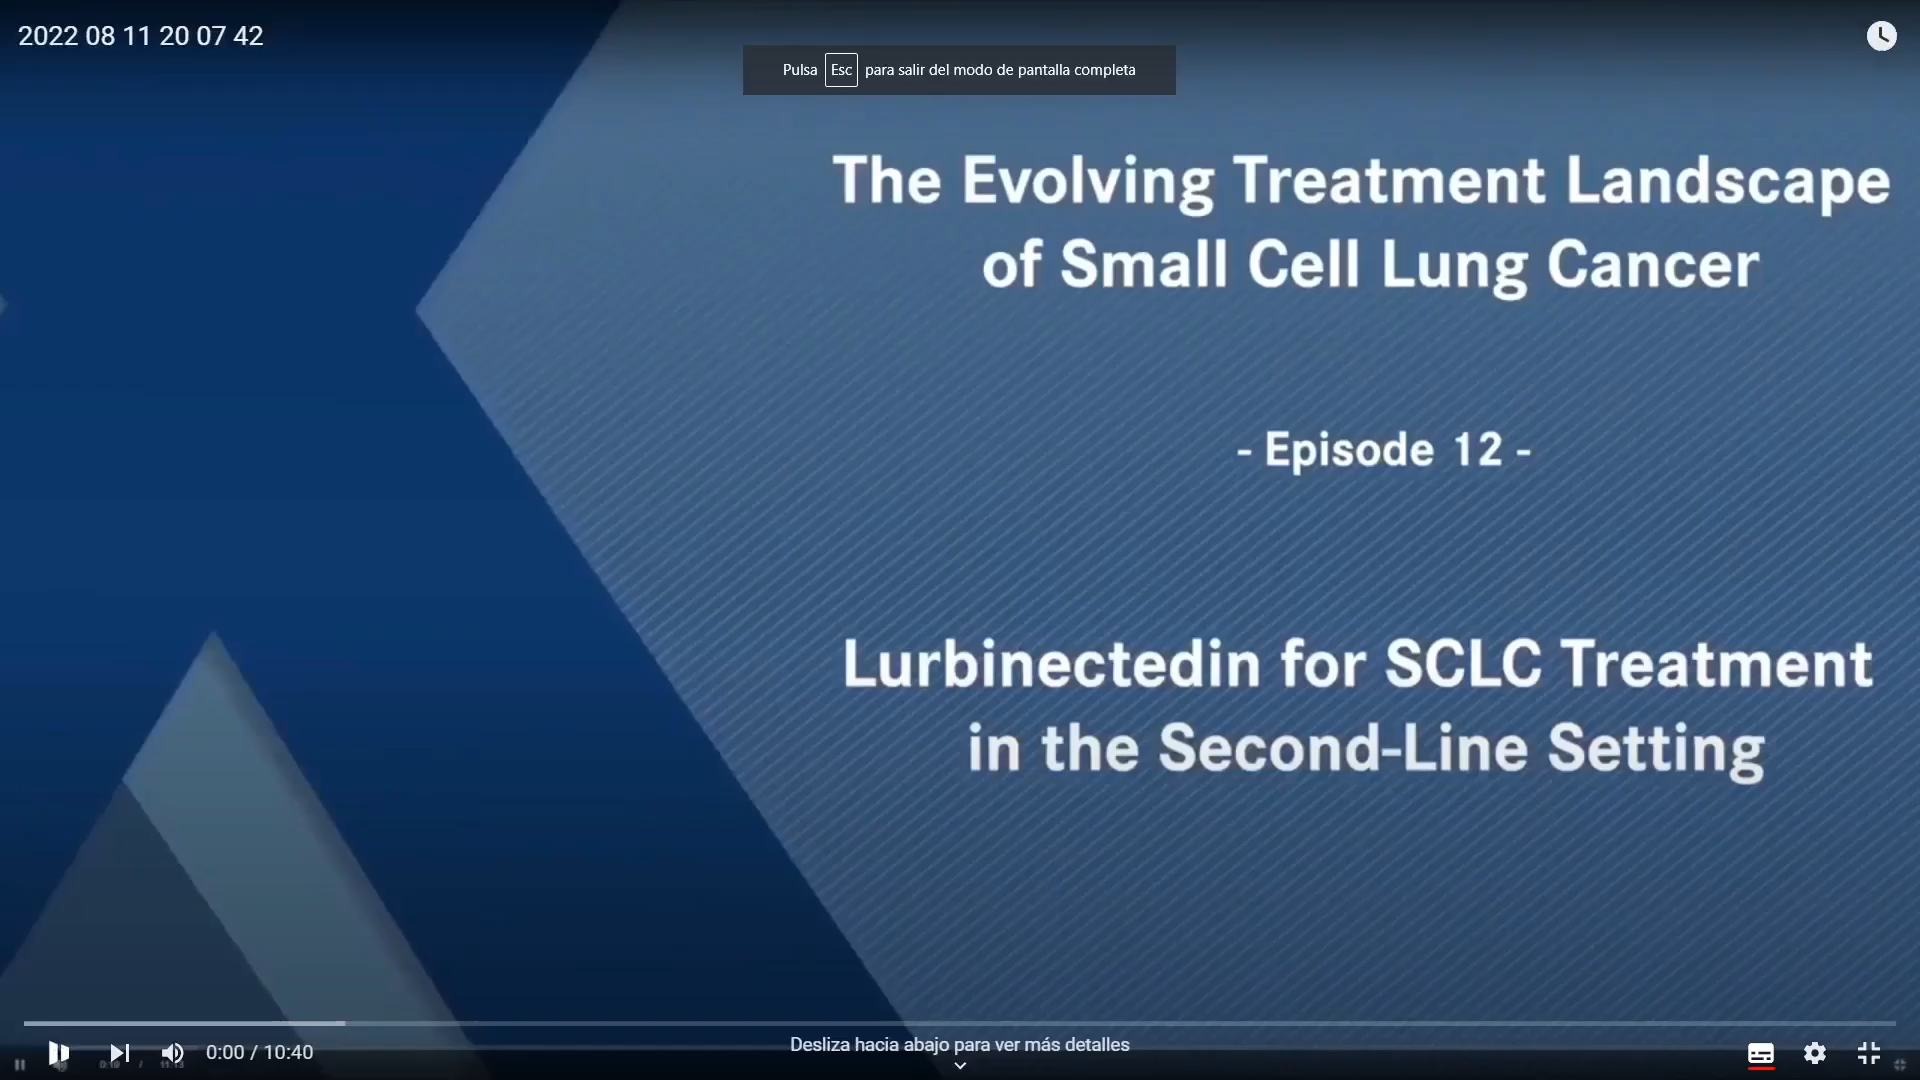 2022 08 11 20 07 42
Pulsa Esc para salir del modo de pantalla completa
The Evolving Treatment Landscape
of Small Cell Lung Cancer
- Episode 12 -
Lurbinectedin for SCLC Treatment
in the Second-Line Setting
Desliza hacia abajo para ver más detalles
0:00 / 10:40